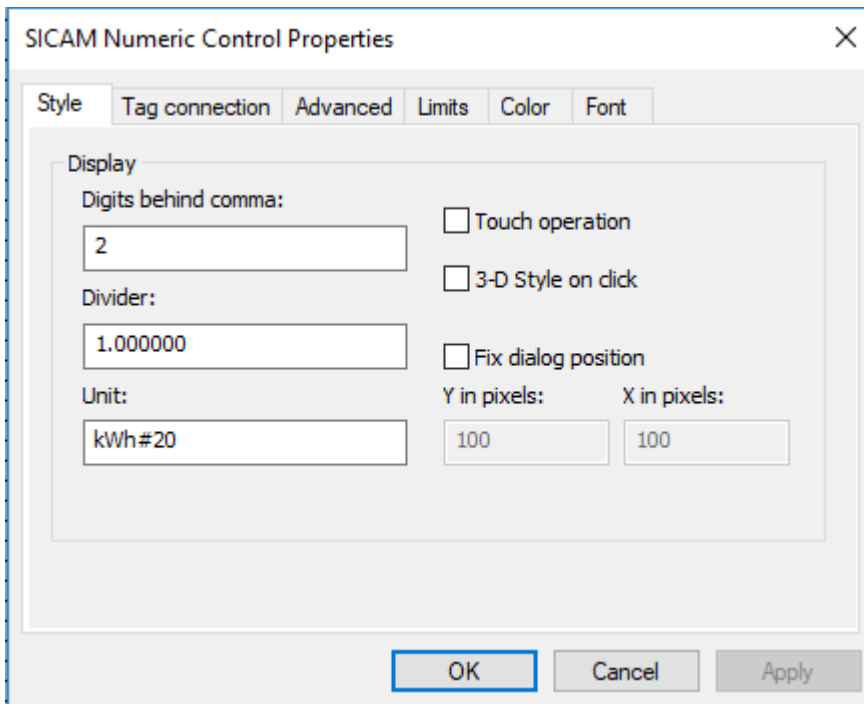 SICAM Numeric Control Properties
Style Tag connection Advanced Limits Color Font
Display
Digits behind comma:
2
Touch operation
3-D Style on click
Divider:
1.000000
Fix dialog position
Unit:
Y in pixels: X in pixels:
kWh#20
100 100
OK Cancel Apply